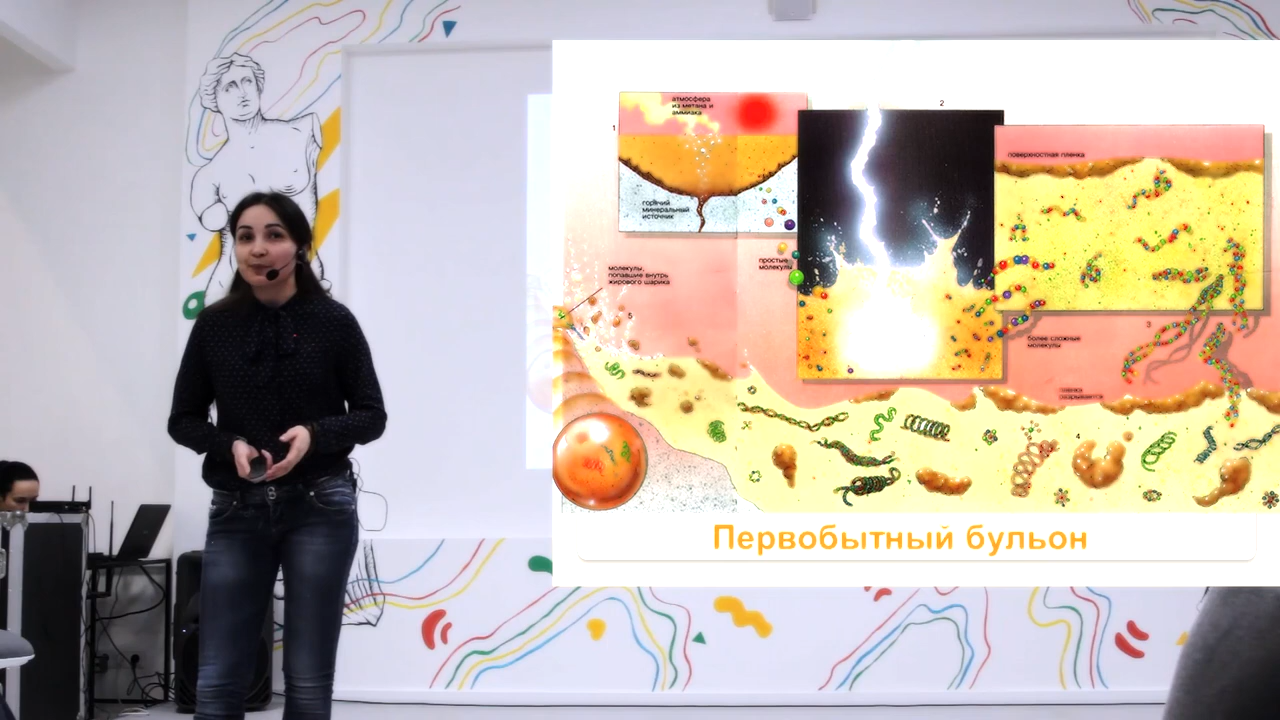 атмосфера
из метана и
аммиака
1
горячий
минеральный
источник
2
простые
молекулы
поверхностная пленка
молекулы,
попавшие внутрь
жирового шарика
5
более сложные
молекулы
3
пленка
разрывается
4
Первобытный бульон